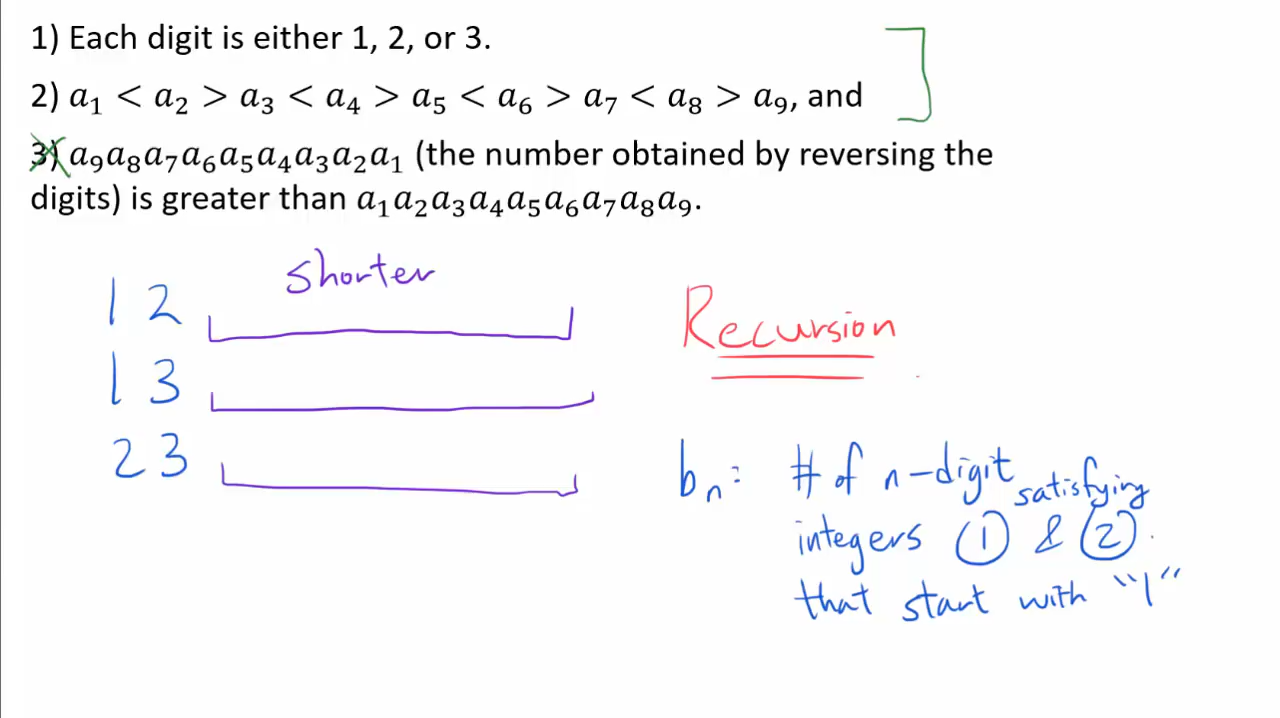 1) Each digit is either 1, 2, or 3.
2) a₁ < a₂ > a₃ < a₄ > a₅ < a₆ > a₇ < a₈ > a₉, and
3) a₉a₈a₇a₆a₅a₄a₃a₂a₁ (the number obtained by reversing the
digits) is greater than a₁a₂a₃a₄a₅a₆a₇a₈a₉.
shorter
1 2
1 3
2 3
Recursion
bₙ: # of n-digit satisfying
integers ① & ②.
that start with "1"